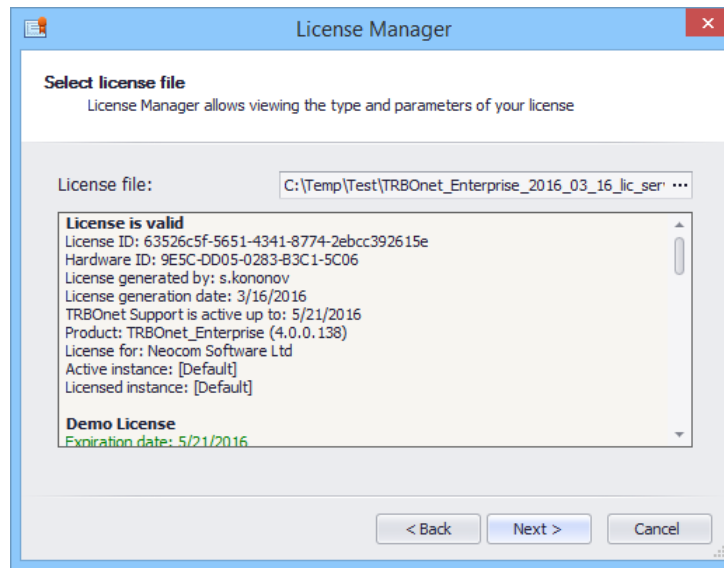 License Manager
Select license file
License Manager allows viewing the type and parameters of your license
License file:
C:\Temp\Test\TRBOnet_Enterprise_2016_03_16_lic_ser
License is valid
License ID: 63526c5f-5651-4341-8774-2ebcc392615e
Hardware ID: 9E5C-DD05-0283-B3C1-5C06
License generated by: s.kononov
License generation date: 3/16/2016
TRBOnet Support is active up to: 5/21/2016
Product: TRBOnet_Enterprise (4.0.0.138)
License for: Neocom Software Ltd
Active instance: [Default]
Licensed instance: [Default]
Demo License
Expiration date: 5/21/2016
< Back
Next >
Cancel